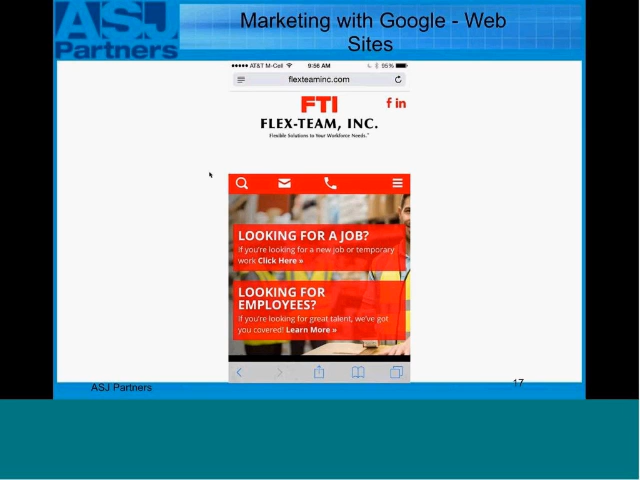 ASJ
Partners
Marketing with Google - Web
Sites
AT&T M-Cell 9:56 AM 95%
flexteaminc.com
FTI
f in
FLEX-TEAM, INC.
Flexible Solutions to Your Workforce Needs.™
LOOKING FOR A JOB?
If you're looking for a new job or temporary
work Click Here »
LOOKING FOR
EMPLOYEES?
If you're looking for great talent, we've got
you covered! Learn More »
ASJ Partners
17